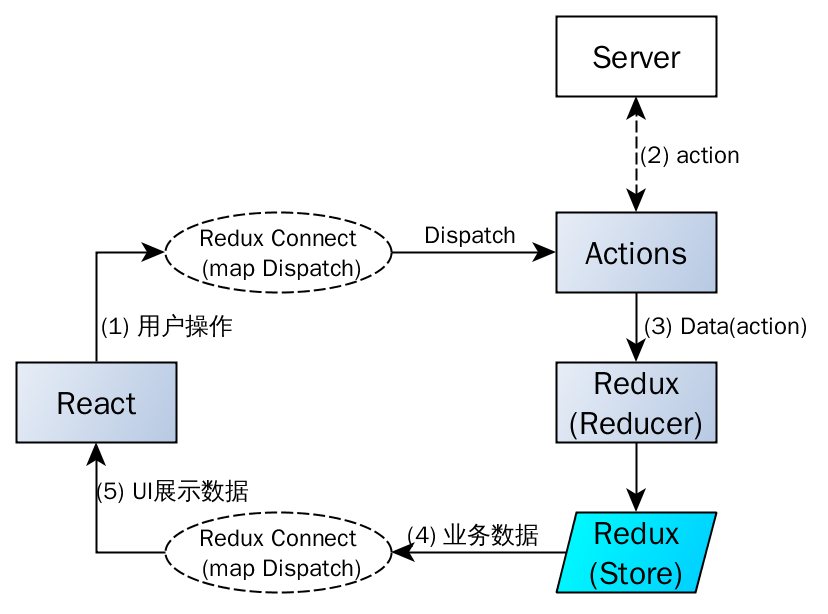 Server
(2) action
Redux Connect
(map Dispatch)
Dispatch
Actions
(1) 用户操作
(3) Data(action)
React
Redux
(Reducer)
(5) UI展示数据
Redux Connect
(map Dispatch)
(4) 业务数据
Redux
(Store)